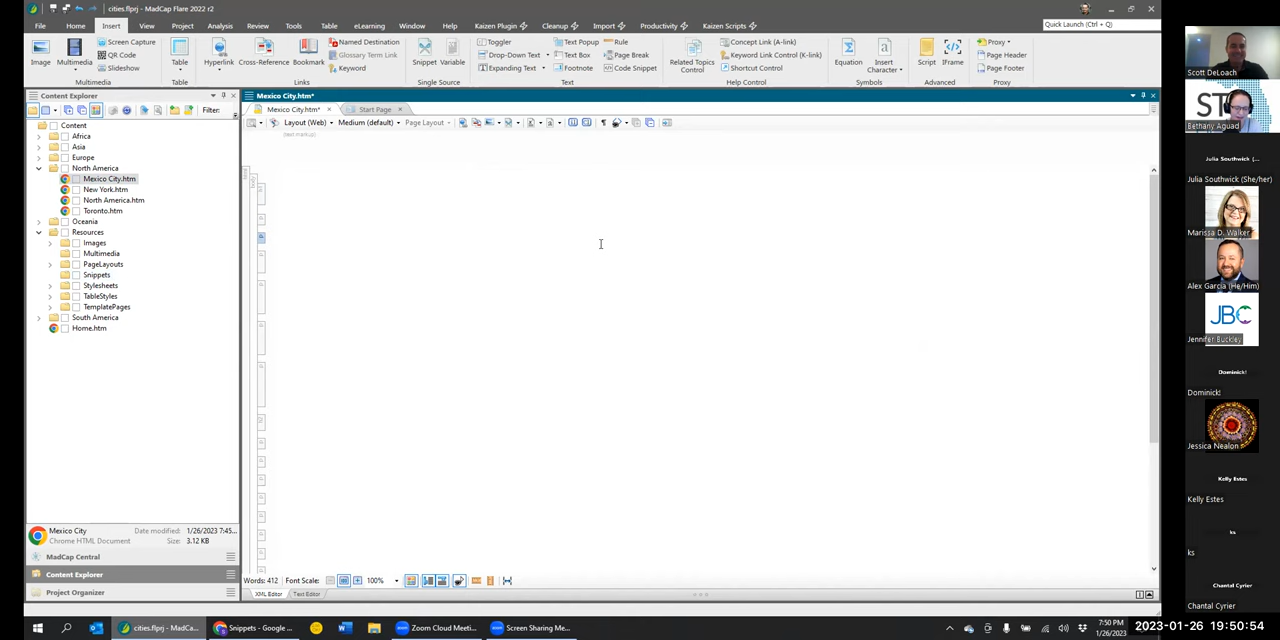 cities.flprj - MadCap Flare 2022 r2
File Home Insert View Project Analysis Review Tools Table eLearning Window Help Kaizen Plugin Cleanup Import Productivity Kaizen Scripts
Quick Launch (Ctrl + Q)
Image
Multimedia
Screen Capture
QR Code
Slideshow
Multimedia
Table
Table
Hyperlink
Cross-Reference
Bookmark
Named Destination
Glossary Term Link
Keyword
Links
Snippet
Variable
Single Source
Toggler
Drop-Down Text
Expanding Text
Text Popup
Text Box
Footnote
Rule
Page Break
Code Snippet
Text
Related Topics Control
Concept Link (A-link)
Keyword Link Control (K-link)
Shortcut Control
Help Control
Equation
Insert Character
Symbols
Script
IFrame
Advanced
Proxy
Page Header
Page Footer
Proxy
Content Explorer
Filter:
Content
Africa
Asia
Europe
North America
Mexico City.htm
New York.htm
North America.htm
Toronto.htm
Oceania
Resources
Images
Multimedia
PageLayouts
Snippets
Stylesheets
TableStyles
TemplatePages
South America
Home.htm
Mexico City Date modified: 1/26/2023 7:45...
Chrome HTML Document Size: 3.12 KB
MadCap Central
Content Explorer
Project Organizer
Mexico City.htm*
Mexico City.htm* Start Page
Layout (Web) Medium (default) Page Layout
Words: 412 Font Scale: 100%
XML Editor Text Editor
cities.flprj - MadCa... Snippets - Google ... Zoom Cloud Meeti... Screen Sharing Me...
7:50 PM
1/26/2023
Scott DeLoach
ST
Bethany Aguad
Julia Southwick (...
Julia Southwick (She/her)
Marissa D. Walker
Alex Garcia (He/Him)
JBC
Jennifer Buckley
Dominick!
Dominick!
Jessica Nealon
Kelly Estes
Kelly Estes
ks
ks
Chantal Cyrier
Chantal Cyrier
2023-01-26 19:50:54